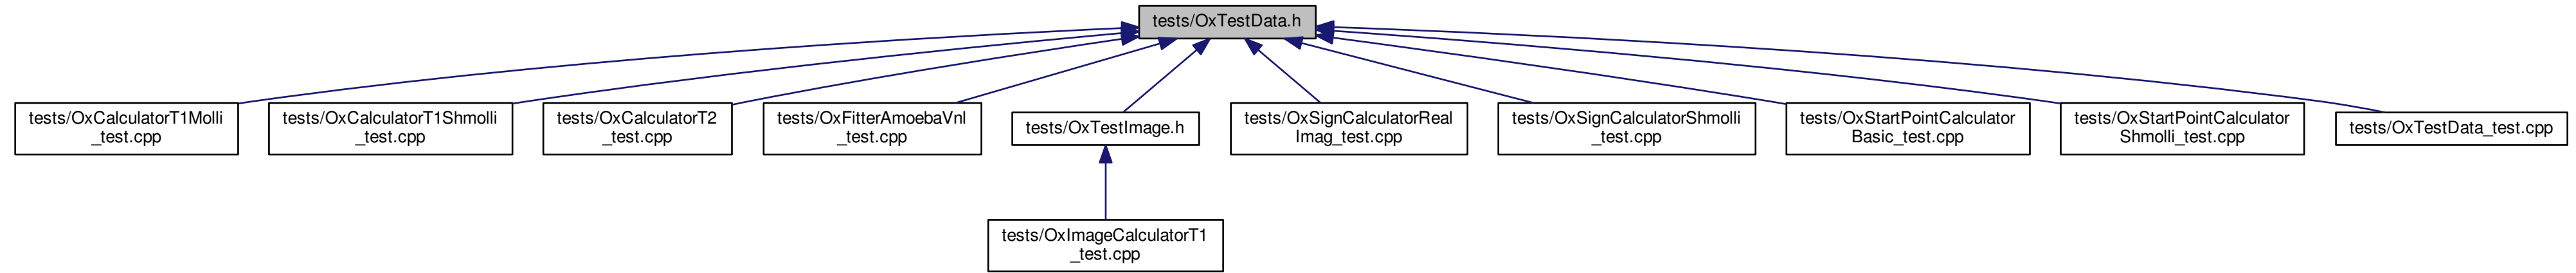 tests/OxTestData.h
tests/OxCalculatorT1Molli
_test.cpp
tests/OxCalculatorT1Shmolli
_test.cpp
tests/OxCalculatorT2
_test.cpp
tests/OxFitterAmoebaVnl
_test.cpp
tests/OxTestImage.h
tests/OxSignCalculatorReal
Imag_test.cpp
tests/OxSignCalculatorShmolli
_test.cpp
tests/OxStartPointCalculator
Basic_test.cpp
tests/OxStartPointCalculator
Shmolli_test.cpp
tests/OxTestData_test.cpp
tests/OxImageCalculatorT1
_test.cpp